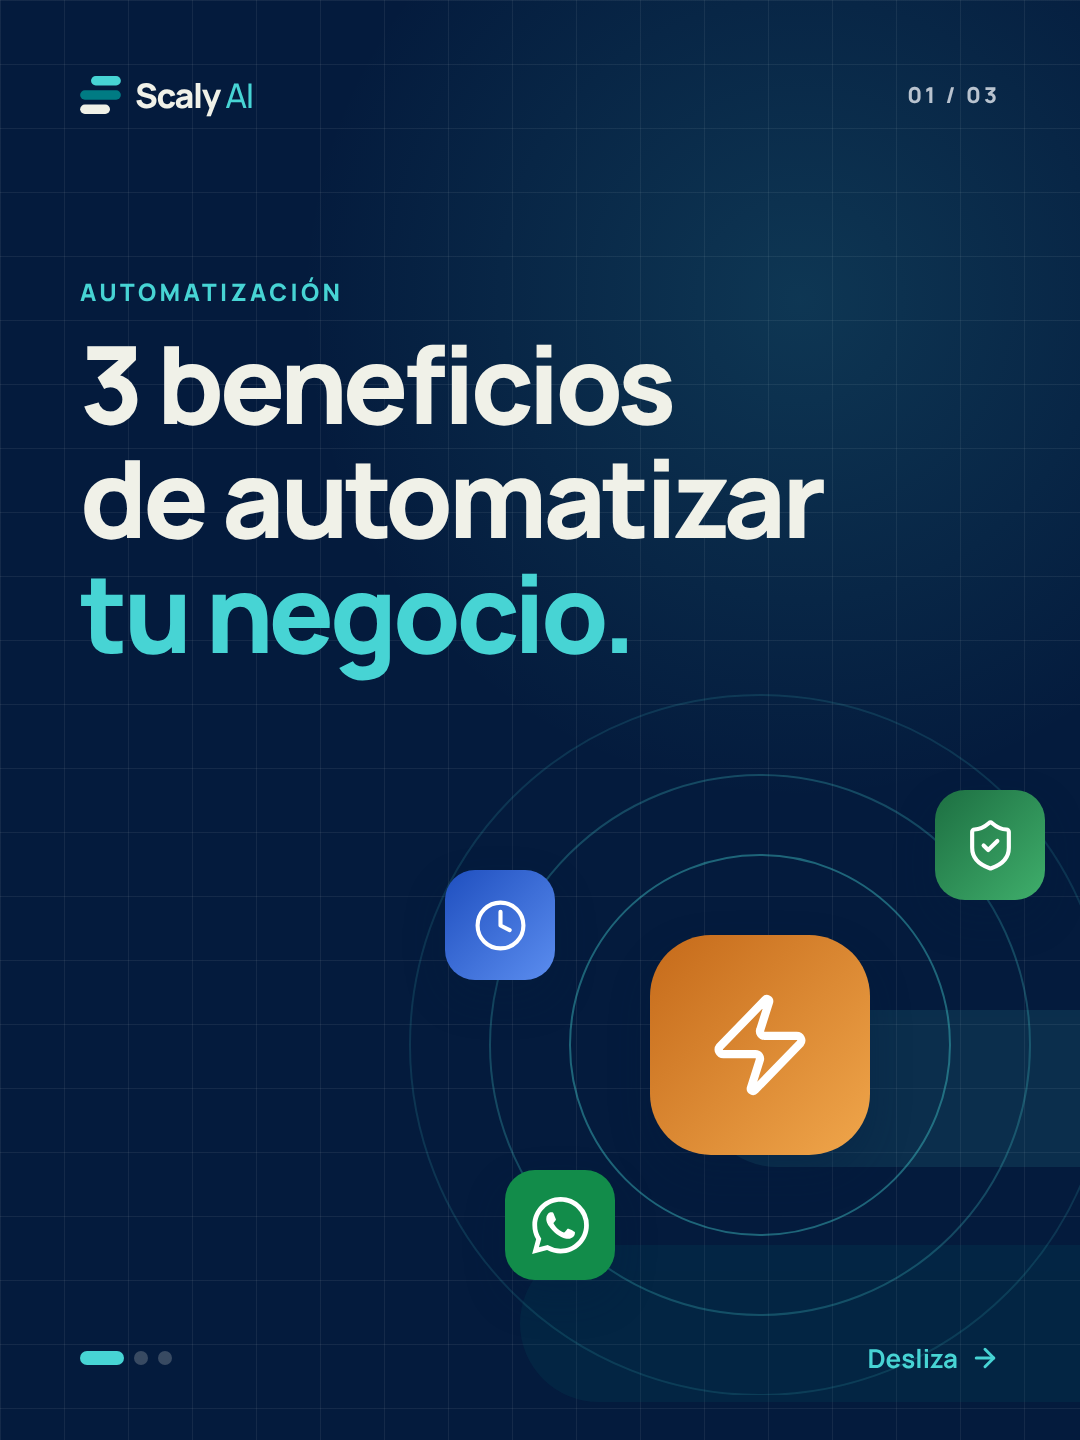 Scaly AI
01 / 03
AUTOMATIZACIÓN
3 beneficios
de automatizar
tu negocio.
Desliza